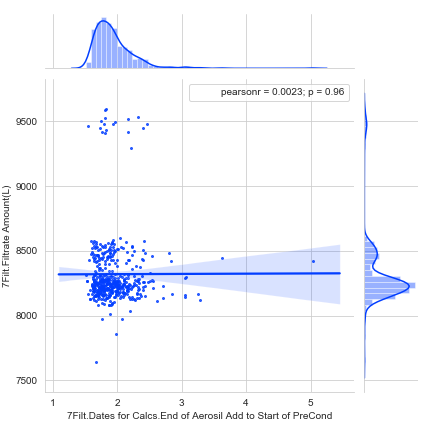 pearsonr = 0.0023; p = 0.96
9500
9000
8500
8000
7500
7Filt.Filtrate Amount(L)
1 2 3 4 5
7Filt.Dates for Calcs.End of Aerosil Add to Start of PreCond